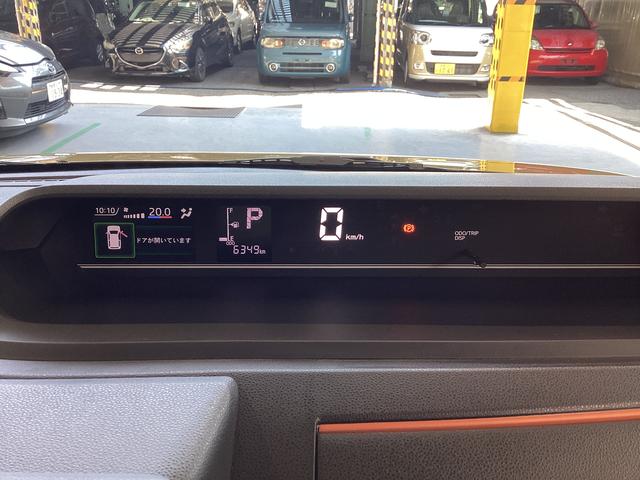 10:10/ 20.0
ドアが開いています
F
P
E
ODO
6349km
0 km/h
(P)
ODO/TRIP
DISP